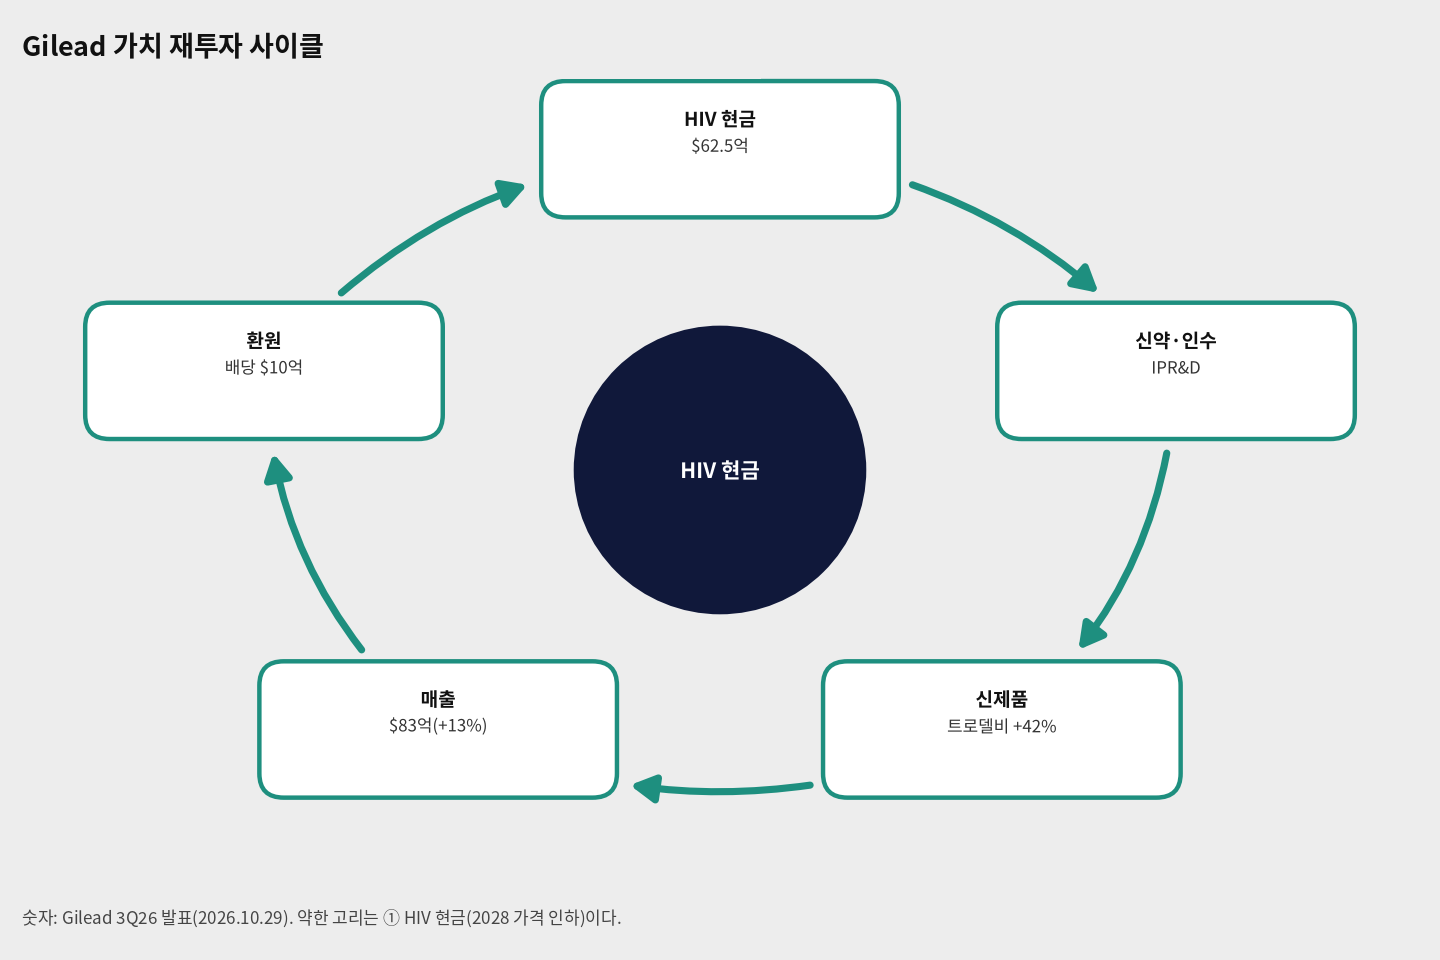 Gilead 가치 재투자 사이클
HIV 현금
$62.5억
신약·인수
IPR&D
신제품
트로델비 +42%
매출
$83억(+13%)
환원
배당 $10억
HIV 현금
숫자: Gilead 3Q26 발표(2026.10.29). 약한 고리는 ① HIV 현금(2028 가격 인하)이다.